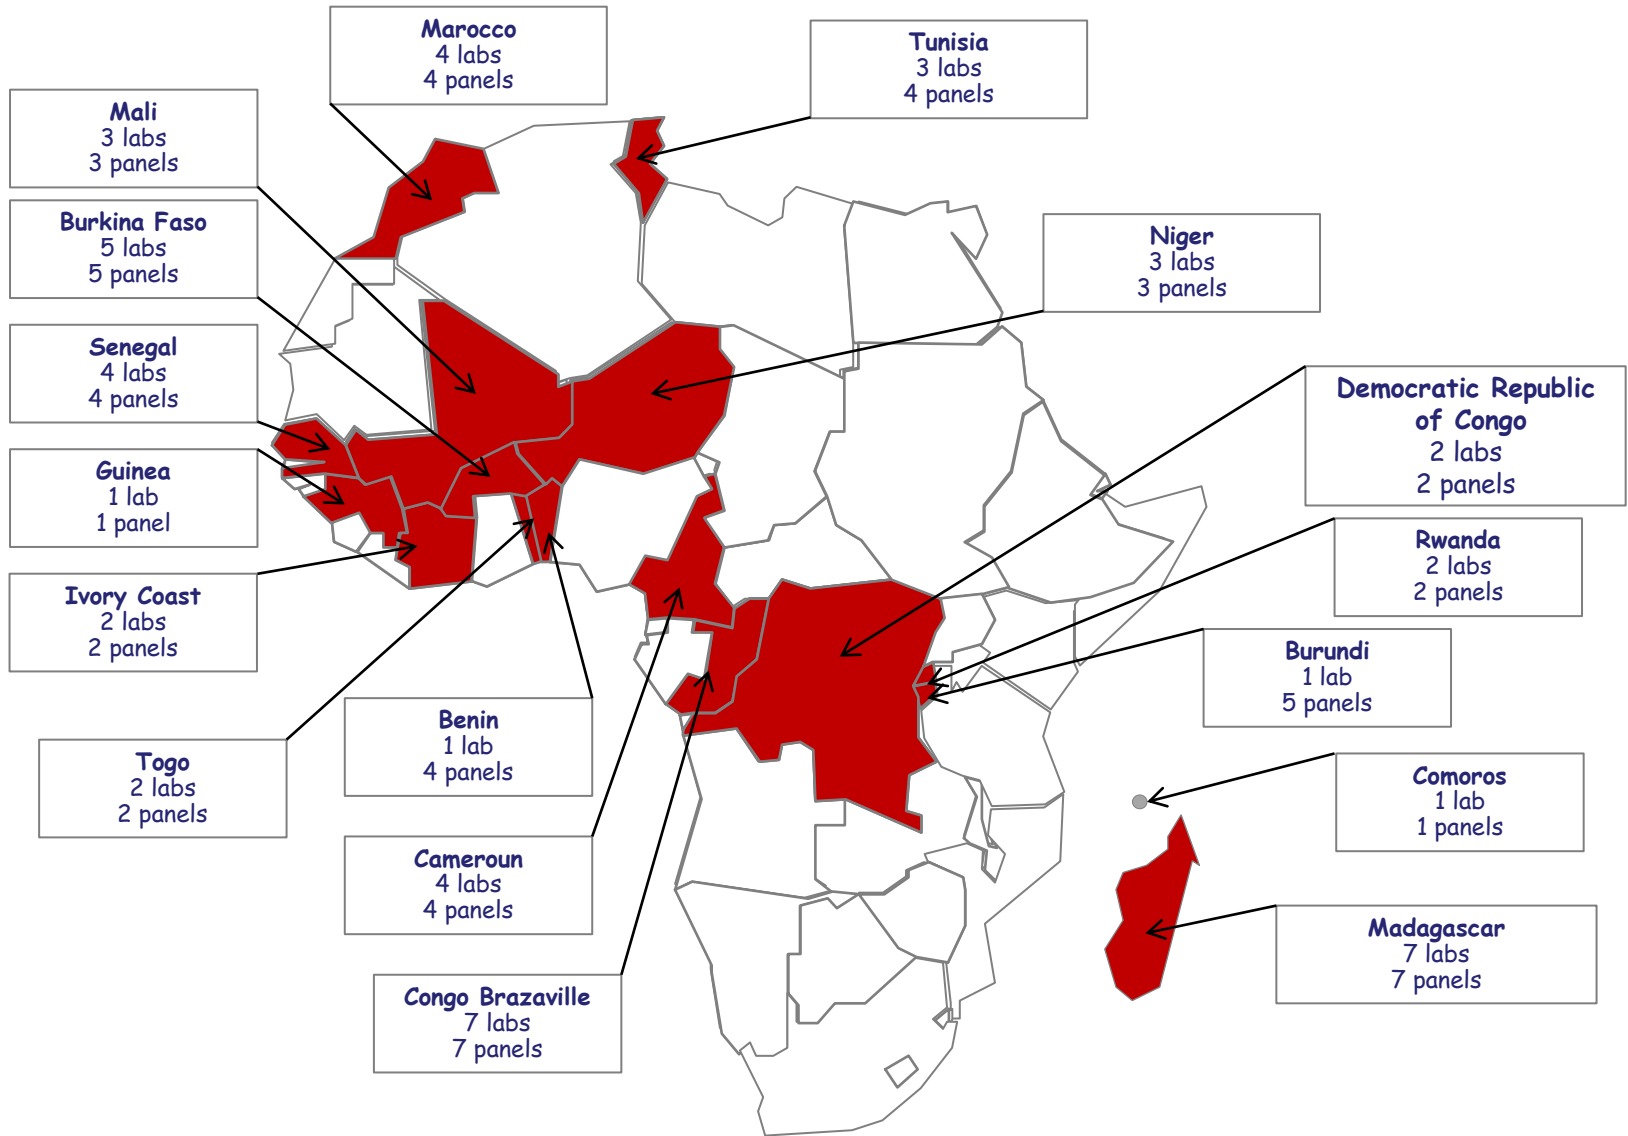 Marocco
4 labs
4 panels
Tunisia
3 labs
4 panels
Mali
3 labs
3 panels
Burkina Faso
5 labs
5 panels
Niger
3 labs
3 panels
Senegal
4 labs
4 panels
Democratic Republic
of Congo
2 labs
2 panels
Guinea
1 lab
1 panel
Rwanda
2 labs
2 panels
Ivory Coast
2 labs
2 panels
Burundi
1 lab
5 panels
Benin
1 lab
4 panels
Togo
2 labs
2 panels
Comoros
1 lab
1 panels
Cameroun
4 labs
4 panels
Madagascar
7 labs
7 panels
Congo Brazaville
7 labs
7 panels